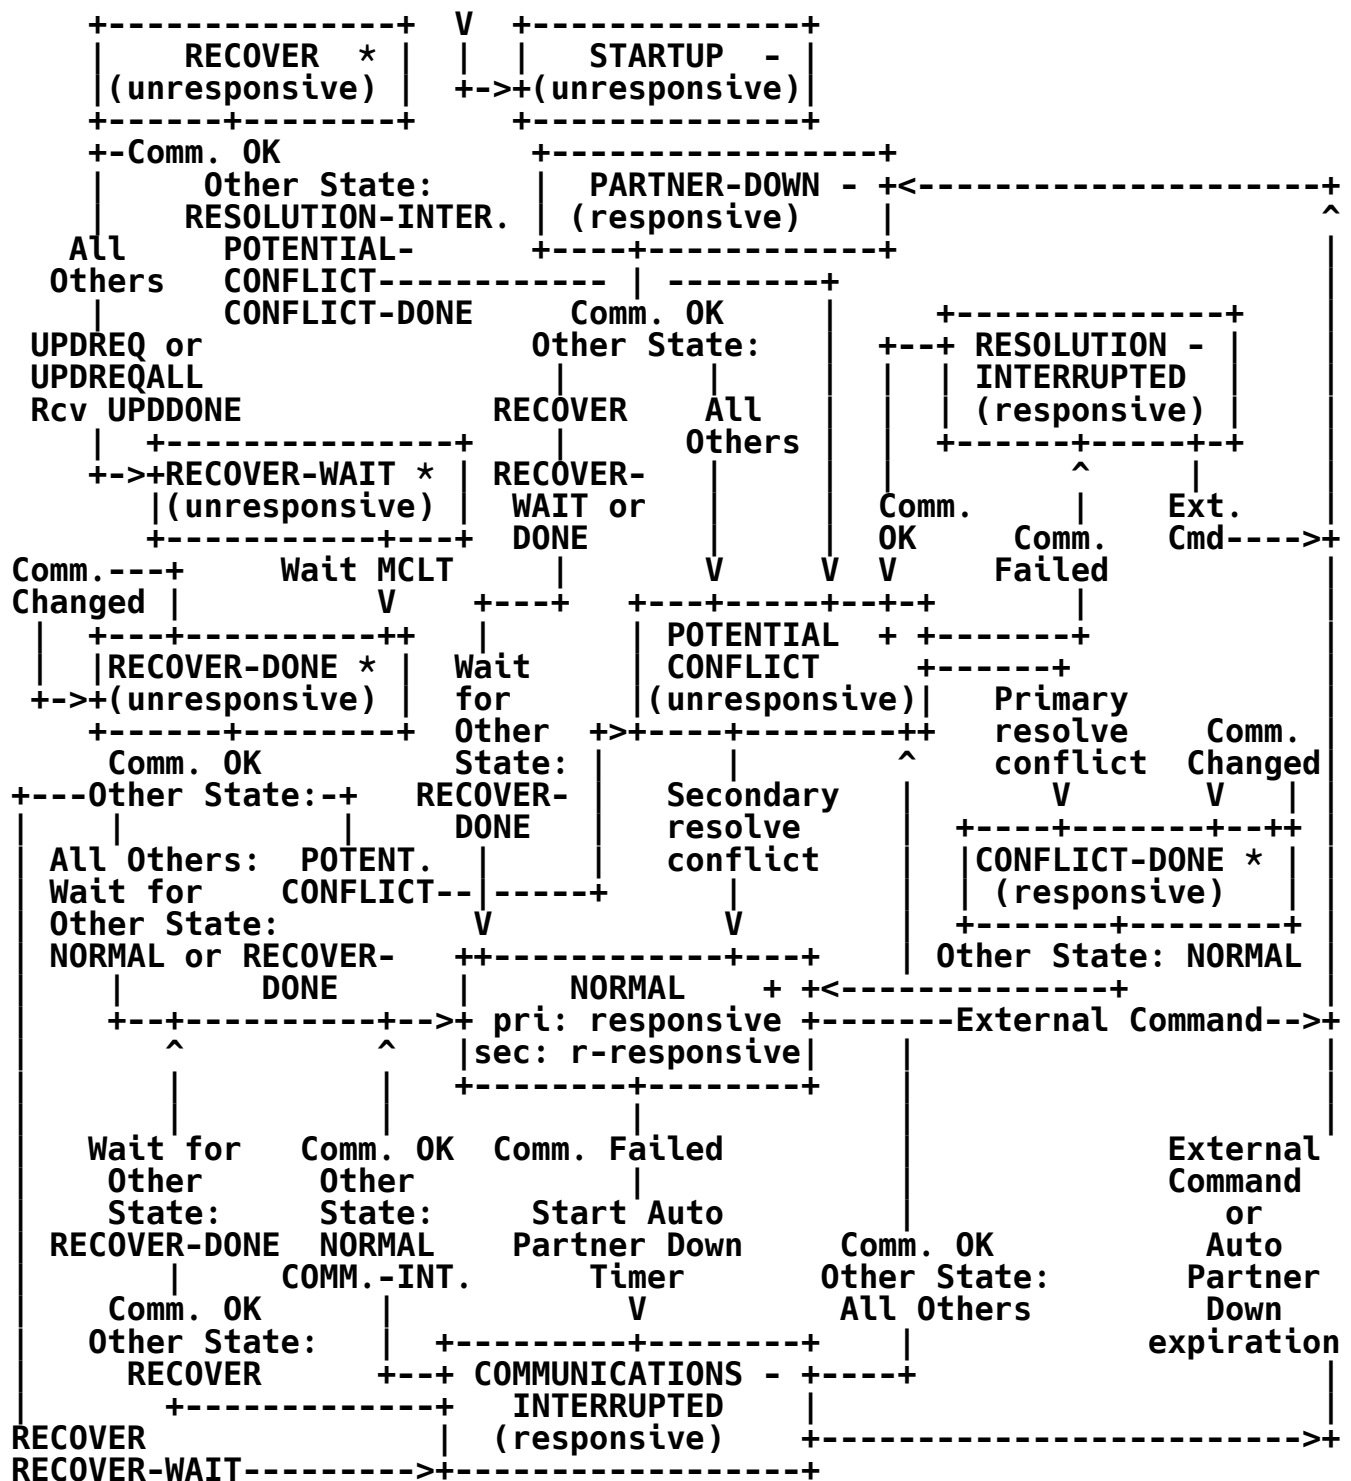 +---------------+  V  +---------------+
|    RECOVER  * |  |  |   STARTUP  - |
|(unresponsive) |  +->+(unresponsive)|
+------+--------+     +---------------+
+-Comm. OK             +-----------------+
|     Other State:     |  PARTNER-DOWN - +<---------------------+
|    RESOLUTION-INTER. | (responsive)    |                      ^
All     POTENTIAL-      +----+------------+                      |
Others   CONFLICT------------ | --------+                         |
|      CONFLICT-DONE     Comm. OK     |     +---------------+     |
UPDREQ or                 Other State:   |  +--+ RESOLUTION - |    |
UPDREQALL                  |       |     |  |  | INTERRUPTED  |    |
Rcv UPDDONE             RECOVER    All   |  |  | (responsive) |    |
|  +---------------+    |      Others |  |  +------+-----+-+    |
+->+RECOVER-WAIT * | RECOVER-   |     |  |         ^     |      |
|(unresponsive) |  WAIT or   |     | Comm.     |    Ext.    |
+-----------+---+  DONE      |     | OK     Comm.   Cmd---->+
Comm.---+     Wait MCLT     |       V     V  V     Failed           |
Changed |          V    +---+   +---+-----+--+-+       |            |
|  +---+----------++   |       | POTENTIAL  + +-------+            |
|  |RECOVER-DONE * |  Wait     | CONFLICT     +------+             |
+->+(unresponsive) |  for      |(unresponsive)|   Primary          |
+------+--------+  Other  +>+----+--------++   resolve    Comm. |
Comm. OK          State: |      |        ^    conflict  Changed|
+---Other State:-+   RECOVER- |   Secondary   |       V       V   | |
|    |           |     DONE   |   resolve     |  +----+-------+--++ |
| All Others:  POTENT.  |     |   conflict    |  |CONFLICT-DONE * | |
| Wait for    CONFLICT--|-----+      |        |  | (responsive)   | |
| Other State:          V            V        |  +-------+--------+ |
| NORMAL or RECOVER-   ++------------+---+    | Other State: NORMAL |
|    |       DONE      |     NORMAL    + +<--------------+          |
|    +--+----------+-->+ pri: responsive +-------External Command-->+
|       ^          ^   |sec: r-responsive|    |                     |
|       |          |   +--------+--------+    |                     |
|       |          |            |             |                     |
|   Wait for   Comm. OK  Comm. Failed         |             External
|    Other      Other           |             |             Command
|    State:     State:     Start Auto         |                or
| RECOVER-DONE  NORMAL    Partner Down     Comm. OK           Auto
|       |     COMM.-INT.      Timer       Other State:       Partner
|    Comm. OK      |            V          All Others         Down
|   Other State:   |  +---------+--------+    |            expiration
|     RECOVER      +--+ COMMUNICATIONS - +----+                     |
|       +-------------+   INTERRUPTED    |                          |
RECOVER               |  (responsive)    +------------------------->+
RECOVER-WAIT--------->+------------------+